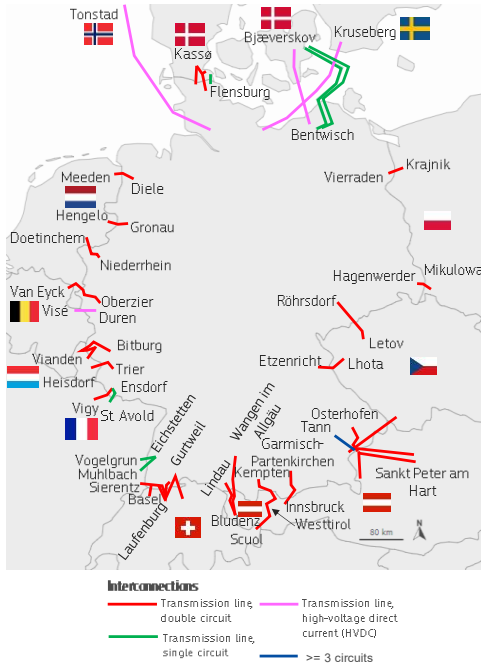 Tonstad
Kassø
Bjæverskov
Kruseberg
Flensburg
Bentwisch
Meeden
Diele
Vierraden
Krajnik
Hengelo
Gronau
Doetinchem
Niederrhein
Van Eyck
Oberzier
Visé
Duren
Hagenwerder
Mikulowa
Röhrsdorf
Letov
Bitburg
Vianden
Trier
Etzenricht
Lhota
Heisdorf
Ensdorf
Vigy
St. Avold
Eichstetten
Wangen im
Allgäu
Osterhofen
Tann
Garmisch-
Partenkirchen
Gurtweil
Vogelgrun
Muhlbach
Sierentz
Basel
Laufenburg
Lindau
Kempten
Sankt Peter am
Hart
Innsbruck
Westtirol
Bludenz
Scuol
80 km
N
Interconnections
Transmission line,
double circuit
Transmission line,
high-voltage direct
current (HVDC)
Transmission line,
single circuit
>= 3 circuits